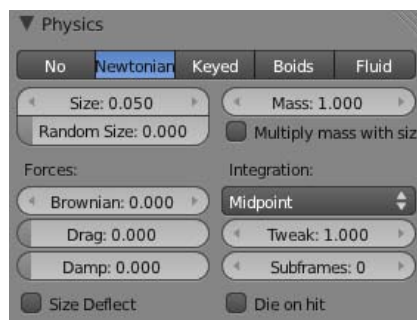 Physics
No Newtonian Keyed Boids Fluid
Size: 0.050 Mass: 1.000
Random Size: 0.000 Multiply mass with siz
Forces: Integration:
Brownian: 0.000 Midpoint
Drag: 0.000 Tweak: 1.000
Damp: 0.000 Subframes: 0
Size Deflect Die on hit